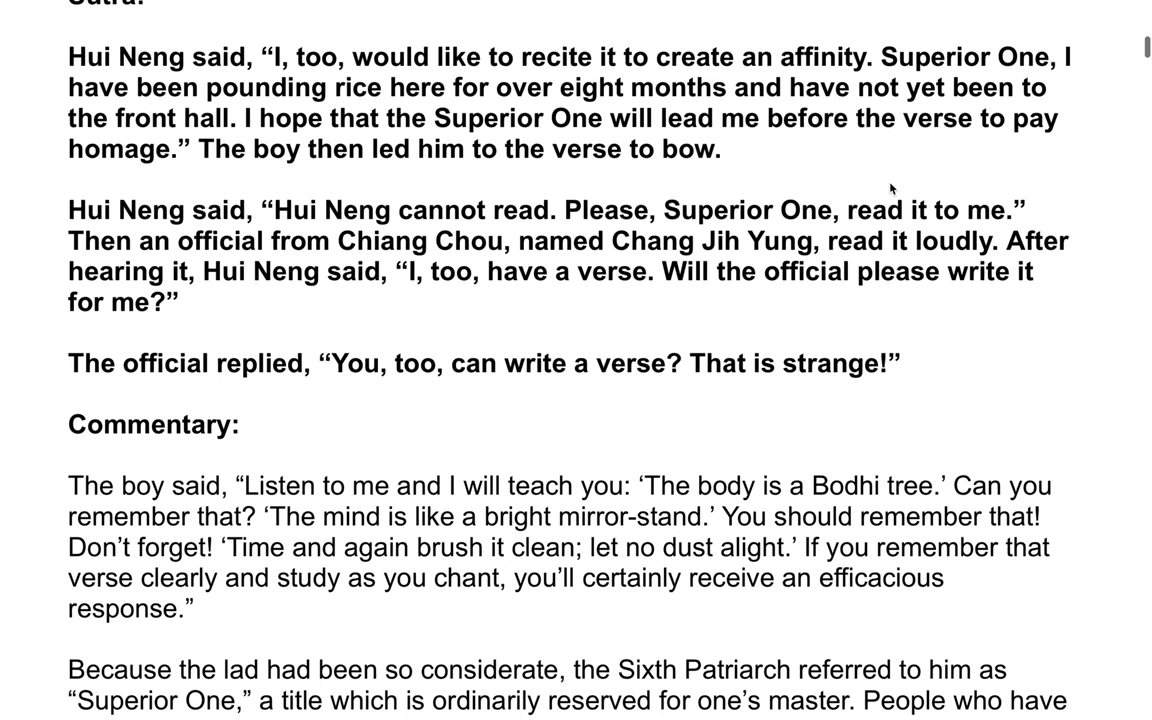 Sutra:
Hui Neng said, “I, too, would like to recite it to create an affinity. Superior One, I
have been pounding rice here for over eight months and have not yet been to
the front hall. I hope that the Superior One will lead me before the verse to pay
homage.” The boy then led him to the verse to bow.
Hui Neng said, “Hui Neng cannot read. Please, Superior One, read it to me.”
Then an official from Chiang Chou, named Chang Jih Yung, read it loudly. After
hearing it, Hui Neng said, “I, too, have a verse. Will the official please write it
for me?”
The official replied, “You, too, can write a verse? That is strange!”
Commentary:
The boy said, “Listen to me and I will teach you: ‘The body is a Bodhi tree.’ Can you
remember that? ‘The mind is like a bright mirror-stand.’ You should remember that!
Don’t forget! ‘Time and again brush it clean; let no dust alight.’ If you remember that
verse clearly and study as you chant, you’ll certainly receive an efficacious
response.”
Because the lad had been so considerate, the Sixth Patriarch referred to him as
“Superior One,” a title which is ordinarily reserved for one’s master. People who have